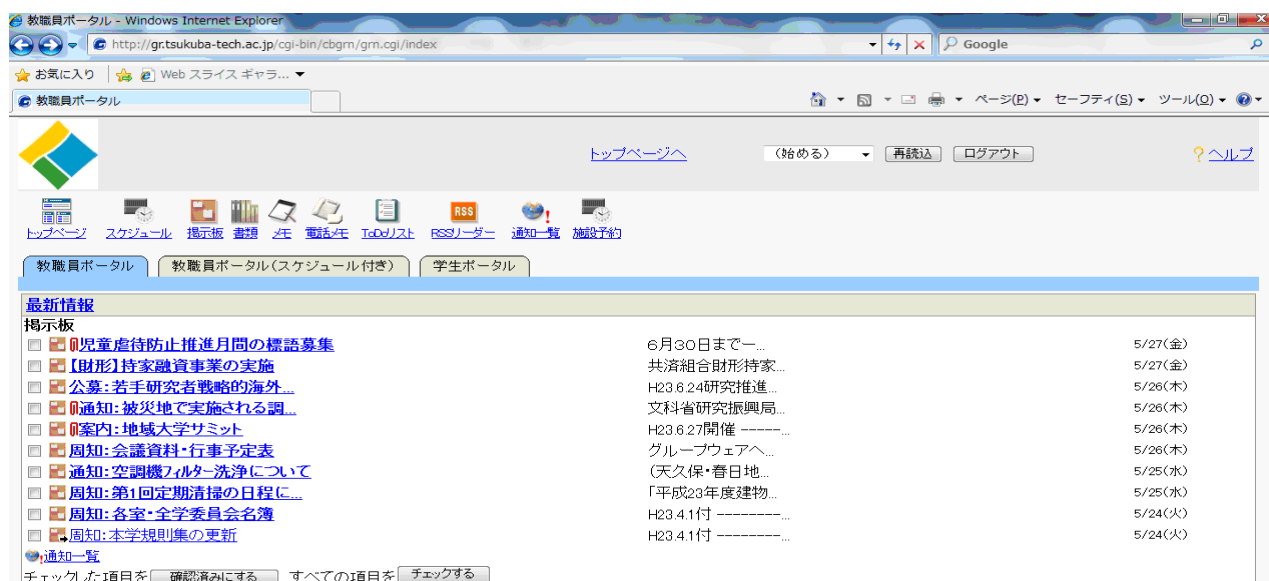 教職員ポータル - Windows Internet Explorer
http://gr.tsukuba-tech.ac.jp/cgi-bin/cbgrn/grn.cgi/index
Google
お気に入り Web スライス ギャラ...
教職員ポータル ページ(P) セーフティ(S) ツール(O)
トップページへ (始める) 再読込 ログアウト ヘルプ
RSS
トップページ スケジュール 掲示板 書類 メモ 電話メモ ToDoリスト RSSリーダー 通知一覧 施設予約
教職員ポータル 教職員ポータル(スケジュール付き) 学生ポータル
最新情報
掲示板
児童虐待防止推進月間の標語募集 6月30日までー... 5/27(金)
【財形】持家融資事業の実施 共済組合財形持家... 5/27(金)
公募:若手研究者戦略的海外... H23.6.24研究推進... 5/26(木)
通知:被災地で実施される調... 文科省研究振興局... 5/26(木)
案内:地域大学サミット H23.6.27開催 -----... 5/26(木)
周知:会議資料・行事予定表 グループウェアへ... 5/26(木)
通知:空調機フィルター洗浄について (天久保・春日地... 5/25(水)
周知:第1回定期清掃の日程に... 「平成23年度建物... 5/25(水)
周知:各室・全学委員会名簿 H23.4.1付 --------... 5/24(火)
周知:本学規則集の更新 H23.4.1付 --------... 5/24(火)
通知一覧
チェックした項目を 確認済みにする すべての項目を チェックする